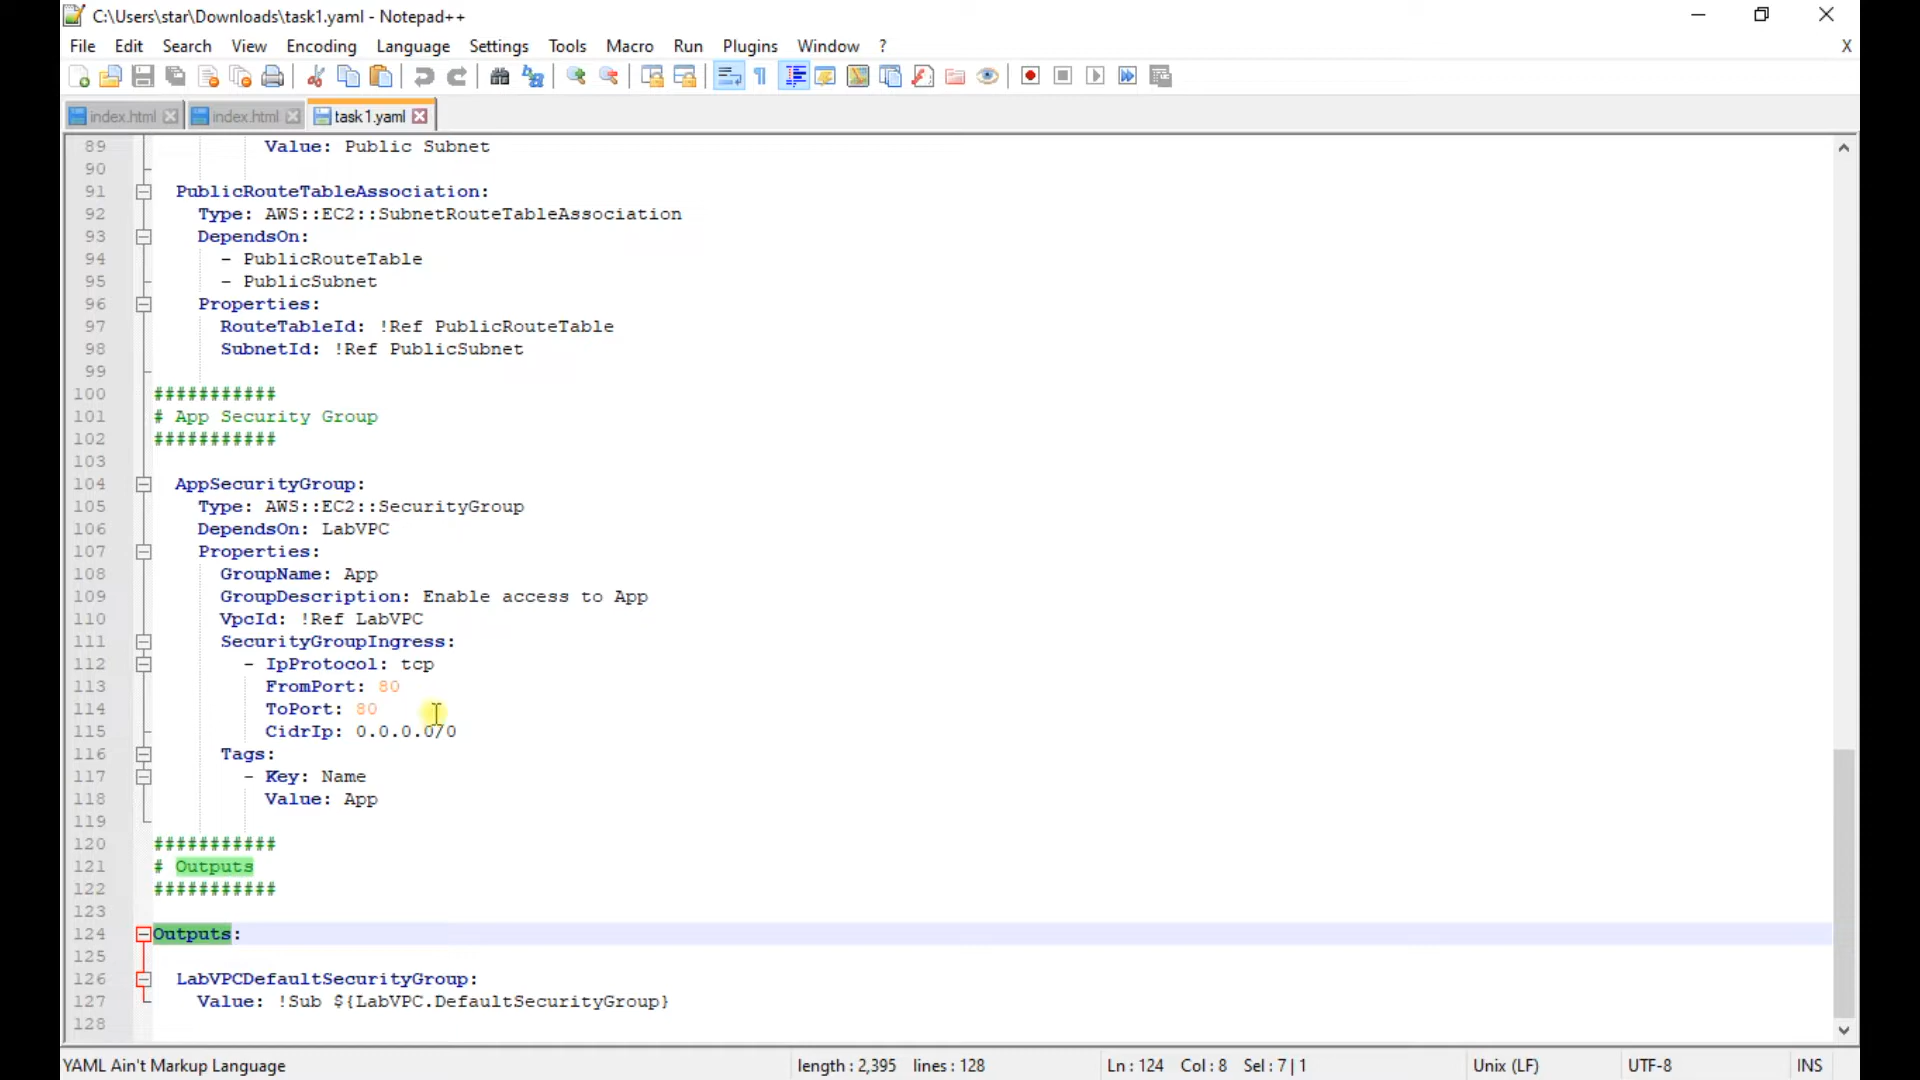 C:\Users\star\Downloads\task1.yaml - Notepad++
File Edit Search View Encoding Language Settings Tools Macro Run Plugins Window ? X
index.html index.html task1.yaml
89 Value: Public Subnet
90
91 PublicRouteTableAssociation:
92 Type: AWS::EC2::SubnetRouteTableAssociation
93 DependsOn:
94 - PublicRouteTable
95 - PublicSubnet
96 Properties:
97 RouteTableId: !Ref PublicRouteTable
98 SubnetId: !Ref PublicSubnet
99
100 ###########
101 # App Security Group
102 ###########
103
104 AppSecurityGroup:
105 Type: AWS::EC2::SecurityGroup
106 DependsOn: LabVPC
107 Properties:
108 GroupName: App
109 GroupDescription: Enable access to App
110 VpcId: !Ref LabVPC
111 SecurityGroupIngress:
112 - IpProtocol: tcp
113 FromPort: 80
114 ToPort: 80
115 CidrIp: 0.0.0.0/0
116 Tags:
117 - Key: Name
118 Value: App
119
120 ###########
121 # Outputs
122 ###########
123
124 Outputs:
125
126 LabVPCDefaultSecurityGroup:
127 Value: !Sub ${LabVPC.DefaultSecurityGroup}
128
YAML Ain't Markup Language length : 2,395 lines : 128 Ln : 124 Col : 8 Sel : 7 | 1 Unix (LF) UTF-8 INS